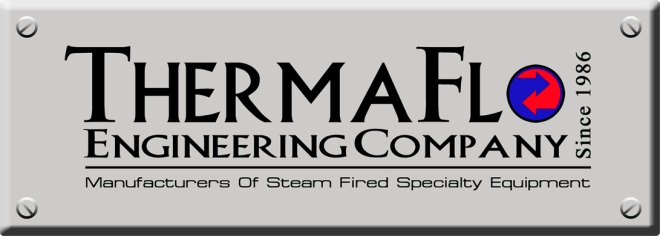 THERMAFLO
ENGINEERING COMPANY
Since 1986
Manufacturers Of Steam Fired Specialty Equipment